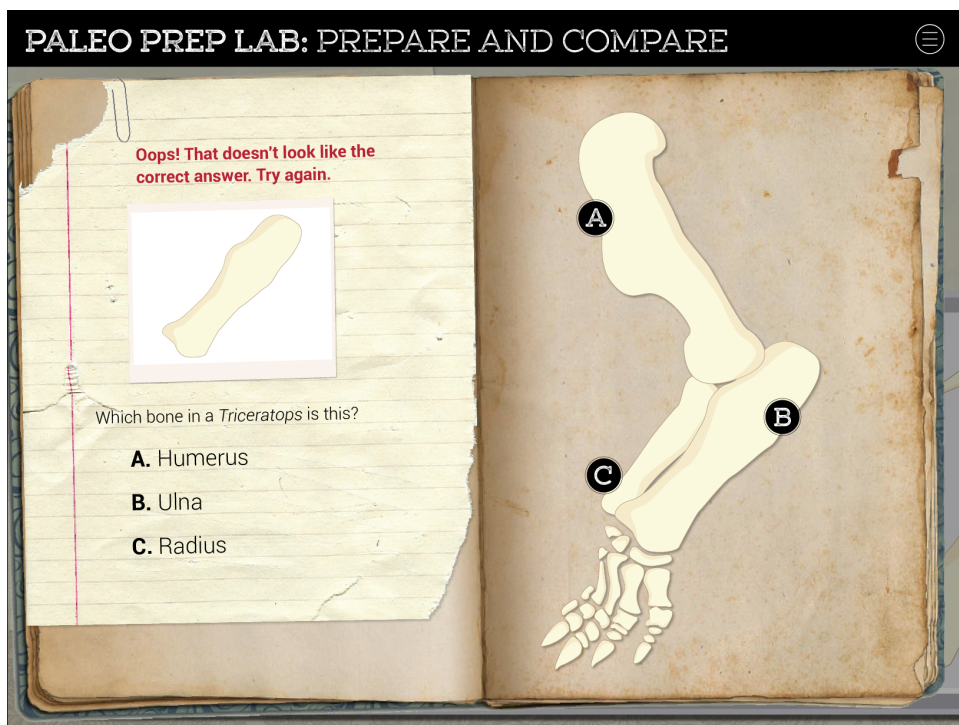 PALEO PREP LAB: PREPARE AND COMPARE
Oops! That doesn't look like the
correct answer. Try again.
Which bone in a Triceratops is this?
A. Humerus
B. Ulna
C. Radius
A
B
C